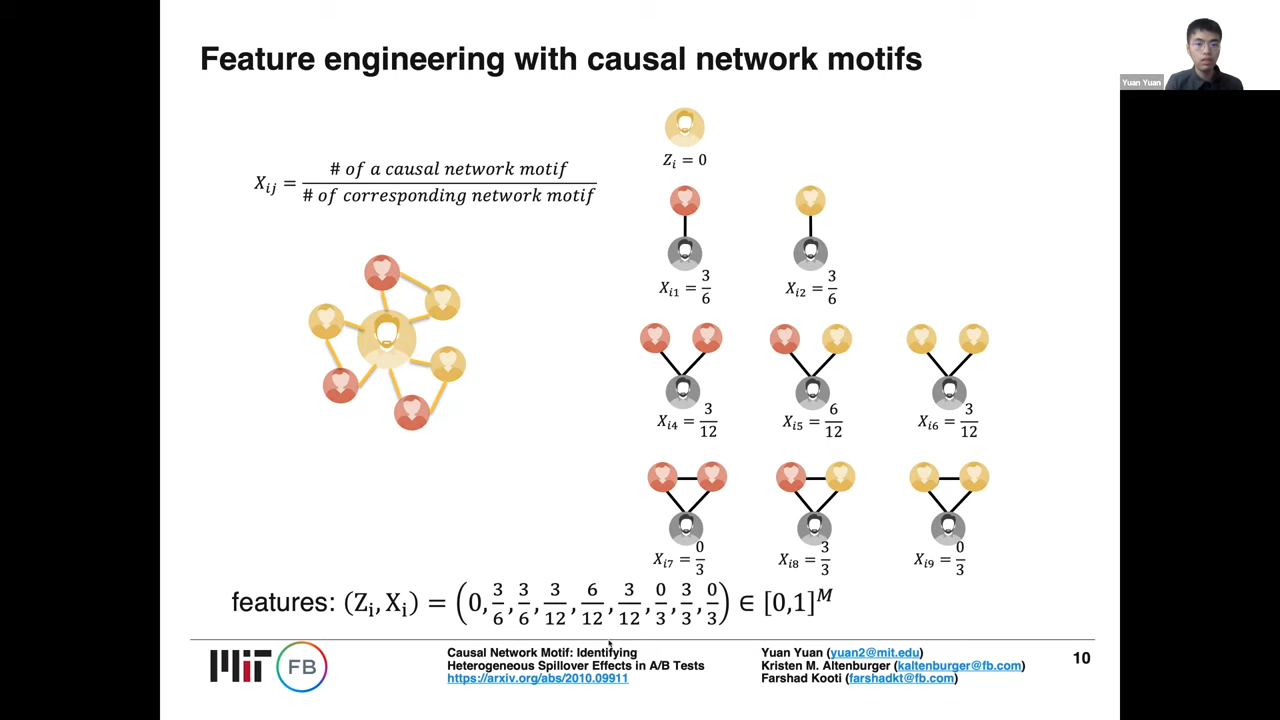 Feature engineering with causal network motifs
Yuan Yuan
Z_i = 0
X_ij = # of a causal network motif / # of corresponding network motif
X_i1 = 3/6
X_i2 = 3/6
X_i4 = 3/12
X_i5 = 6/12
X_i6 = 3/12
X_i7 = 0/3
X_i8 = 3/3
X_i9 = 0/3
features: (Z_i, X_i) = (0, 3/6, 3/6, 3/12, 6/12, 3/12, 0/3, 3/3, 0/3) ∈ [0,1]^M
MIT
FB
Causal Network Motif: Identifying
Heterogeneous Spillover Effects in A/B Tests
https://arxiv.org/abs/2010.09911
Yuan Yuan (yuan2@mit.edu)
Kristen M. Altenburger (kaltenburger@fb.com)
Farshad Kooti (farshadkt@fb.com)
10